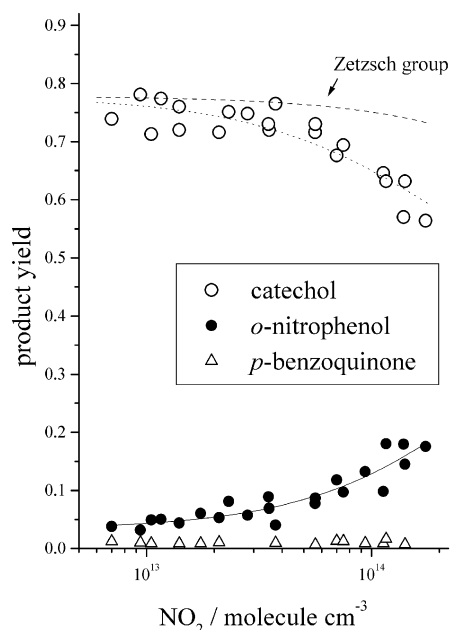 0.9
0.8
0.7
0.6
0.5
0.4
0.3
0.2
0.1
0.0
product yield
Zetzsch group
catechol
o-nitrophenol
p-benzoquinone
10¹³
10¹⁴
NO₂ / molecule cm⁻³